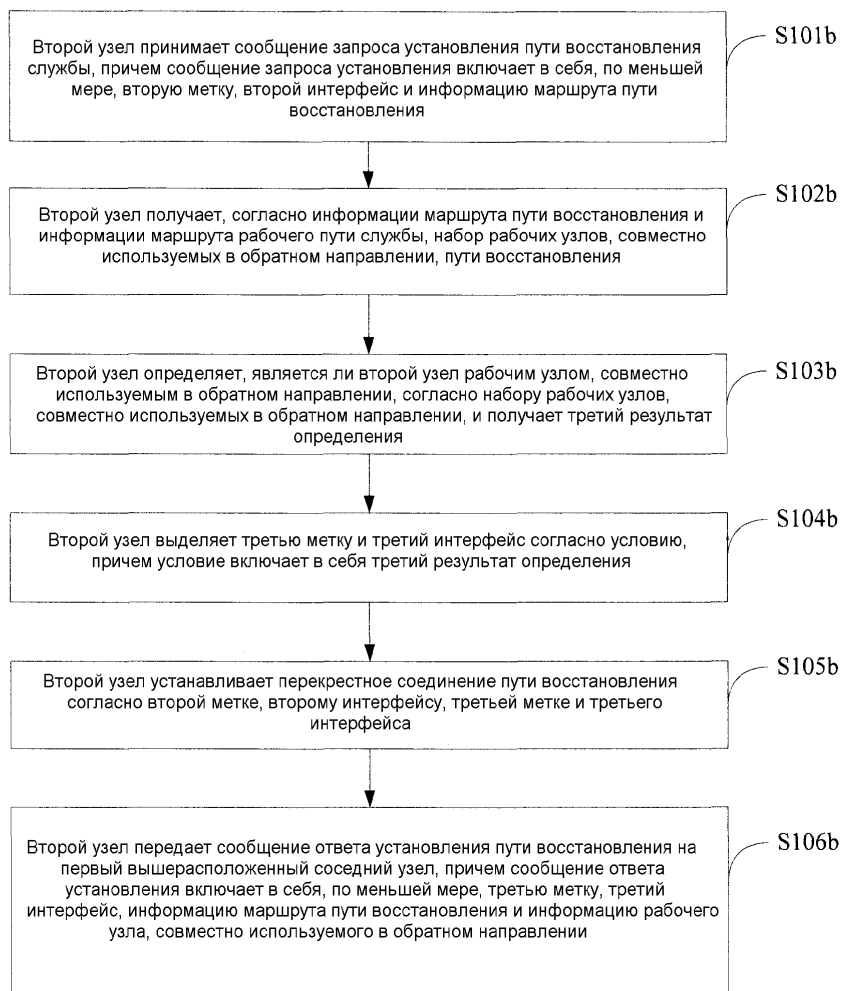 Второй узел принимает сообщение запроса установления пути восстановления
службы, причем сообщение запроса установления включает в себя, по меньшей
мере, вторую метку, второй интерфейс и информацию маршрута пути
восстановления
S101b
Второй узел получает, согласно информации маршрута пути восстановления и
информации маршрута рабочего пути службы, набор рабочих узлов, совместно
используемых в обратном направлении, пути восстановления
S102b
Второй узел определяет, является ли второй узел рабочим узлом, совместно
используемым в обратном направлении, согласно набору рабочих узлов,
совместно используемых в обратном направлении, и получает третий результат
определения
S103b
Второй узел выделяет третью метку и третий интерфейс согласно условию,
причем условие включает в себя третий результат определения
S104b
Второй узел устанавливает перекрестное соединение пути восстановления
согласно второй метке, второму интерфейсу, третьей метке и третьего
интерфейса
S105b
Второй узел передает сообщение ответа установления пути восстановления на
первый вышерасположенный соседний узел, причем сообщение ответа
установления включает в себя, по меньшей мере, третью метку, третий
интерфейс, информацию маршрута пути восстановления и информацию рабочего
узла, совместно используемого в обратном направлении
S106b